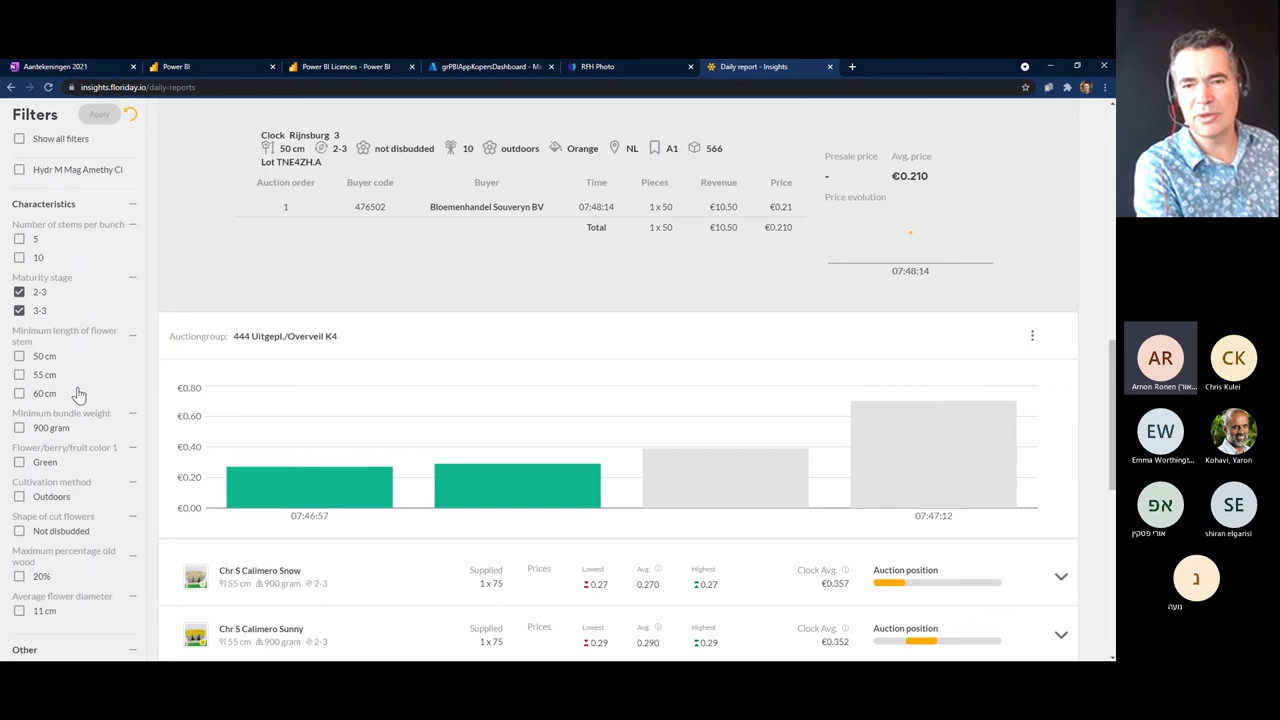 Aantekeningen 2021
Power BI
Power BI Licences - Power BI
grPBIAppKopersDashboard - Mic
RFH Photo
Daily report - Insights
insights.floriday.io/daily-reports
Filters
Apply
Show all filters
Hydr M Mag Amethy Cl
Characteristics
Number of stems per bunch
5
10
Maturity stage
2-3
3-3
Minimum length of flower
stem
50 cm
55 cm
60 cm
Minimum bundle weight
900 gram
Flower/berry/fruit color 1
Green
Cultivation method
Outdoors
Shape of cut flowers
Not disbudded
Maximum percentage old
wood
20%
Average flower diameter
11 cm
Other
Clock Rijnsburg 3
50 cm 2-3 not disbudded 10 outdoors Orange NL A1 566
Lot TNE4ZH.A
Auction order Buyer code Buyer Time Pieces Revenue Price
1 476502 Bloemenhandel Souveryn BV 07:48:14 1 x 50 €10.50 €0.21
Total 1 x 50 €10.50 €0.210
Presale price Avg. price
- €0.210
Price evolution
07:48:14
Auctiongroup: 444 Uitgepl./Overveil K4
€0.80
€0.60
€0.40
€0.20
€0.00
07:46:57 07:47:12
Chr S Calimero Snow
55 cm 900 gram 2-3
Supplied
1 x 75
Prices
Lowest
0.27
Avg.
0.270
Highest
0.27
Clock Avg.
€0.357
Auction position
Chr S Calimero Sunny
55 cm 900 gram 2-3
Supplied
1 x 75
Prices
Lowest
0.29
Avg.
0.290
Highest
0.29
Clock Avg.
€0.352
Auction position
AR
Arnon Ronen (אור...
CK
Chris Kulei
EW
Emma Worthingt...
Kohavi, Yaron
אפ
אורי פטקין
SE
shiran elgarisi
נ
נועה